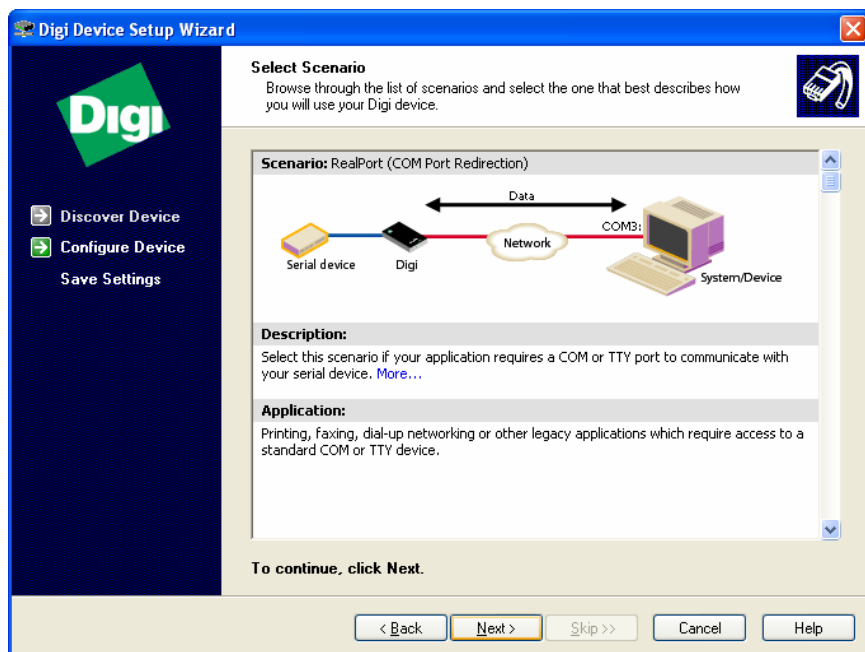 Digi Device Setup Wizard
Digi
Discover Device
Configure Device
Save Settings
Select Scenario
Browse through the list of scenarios and select the one that best describes how
you will use your Digi device.
Scenario: RealPort (COM Port Redirection)
Data
COM3:
Network
Serial device
Digi
System/Device
Description:
Select this scenario if your application requires a COM or TTY port to communicate with
your serial device. More...
Application:
Printing, faxing, dial-up networking or other legacy applications which require access to a
standard COM or TTY device.
To continue, click Next.
< Back
Next >
Skip >>
Cancel
Help